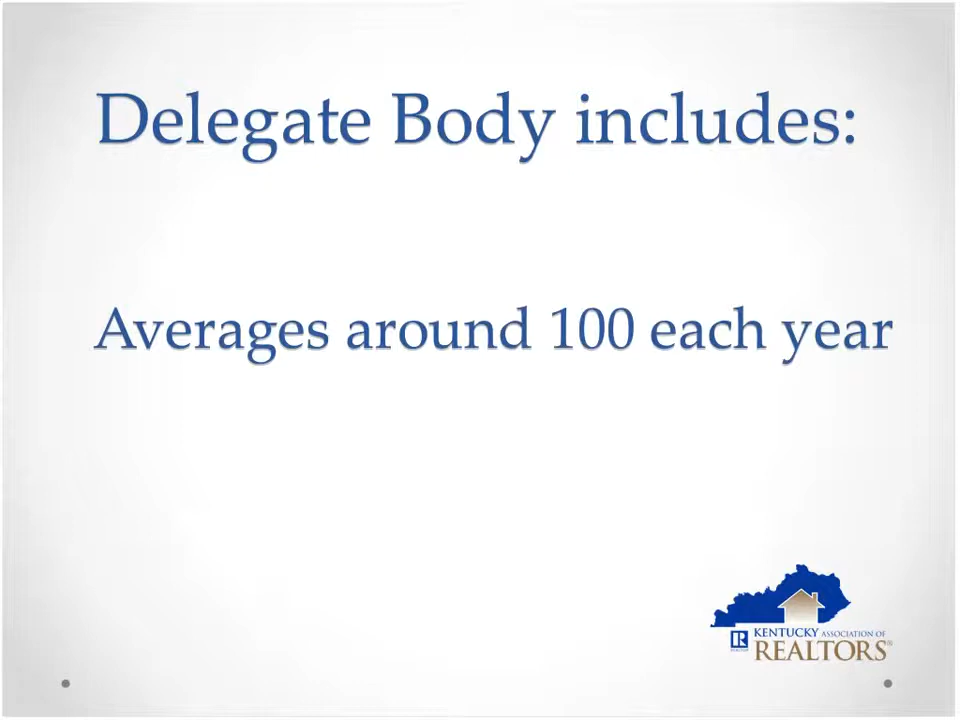 Delegate Body includes:
Averages around 100 each year
KENTUCKY ASSOCIATION OF
REALTORS®